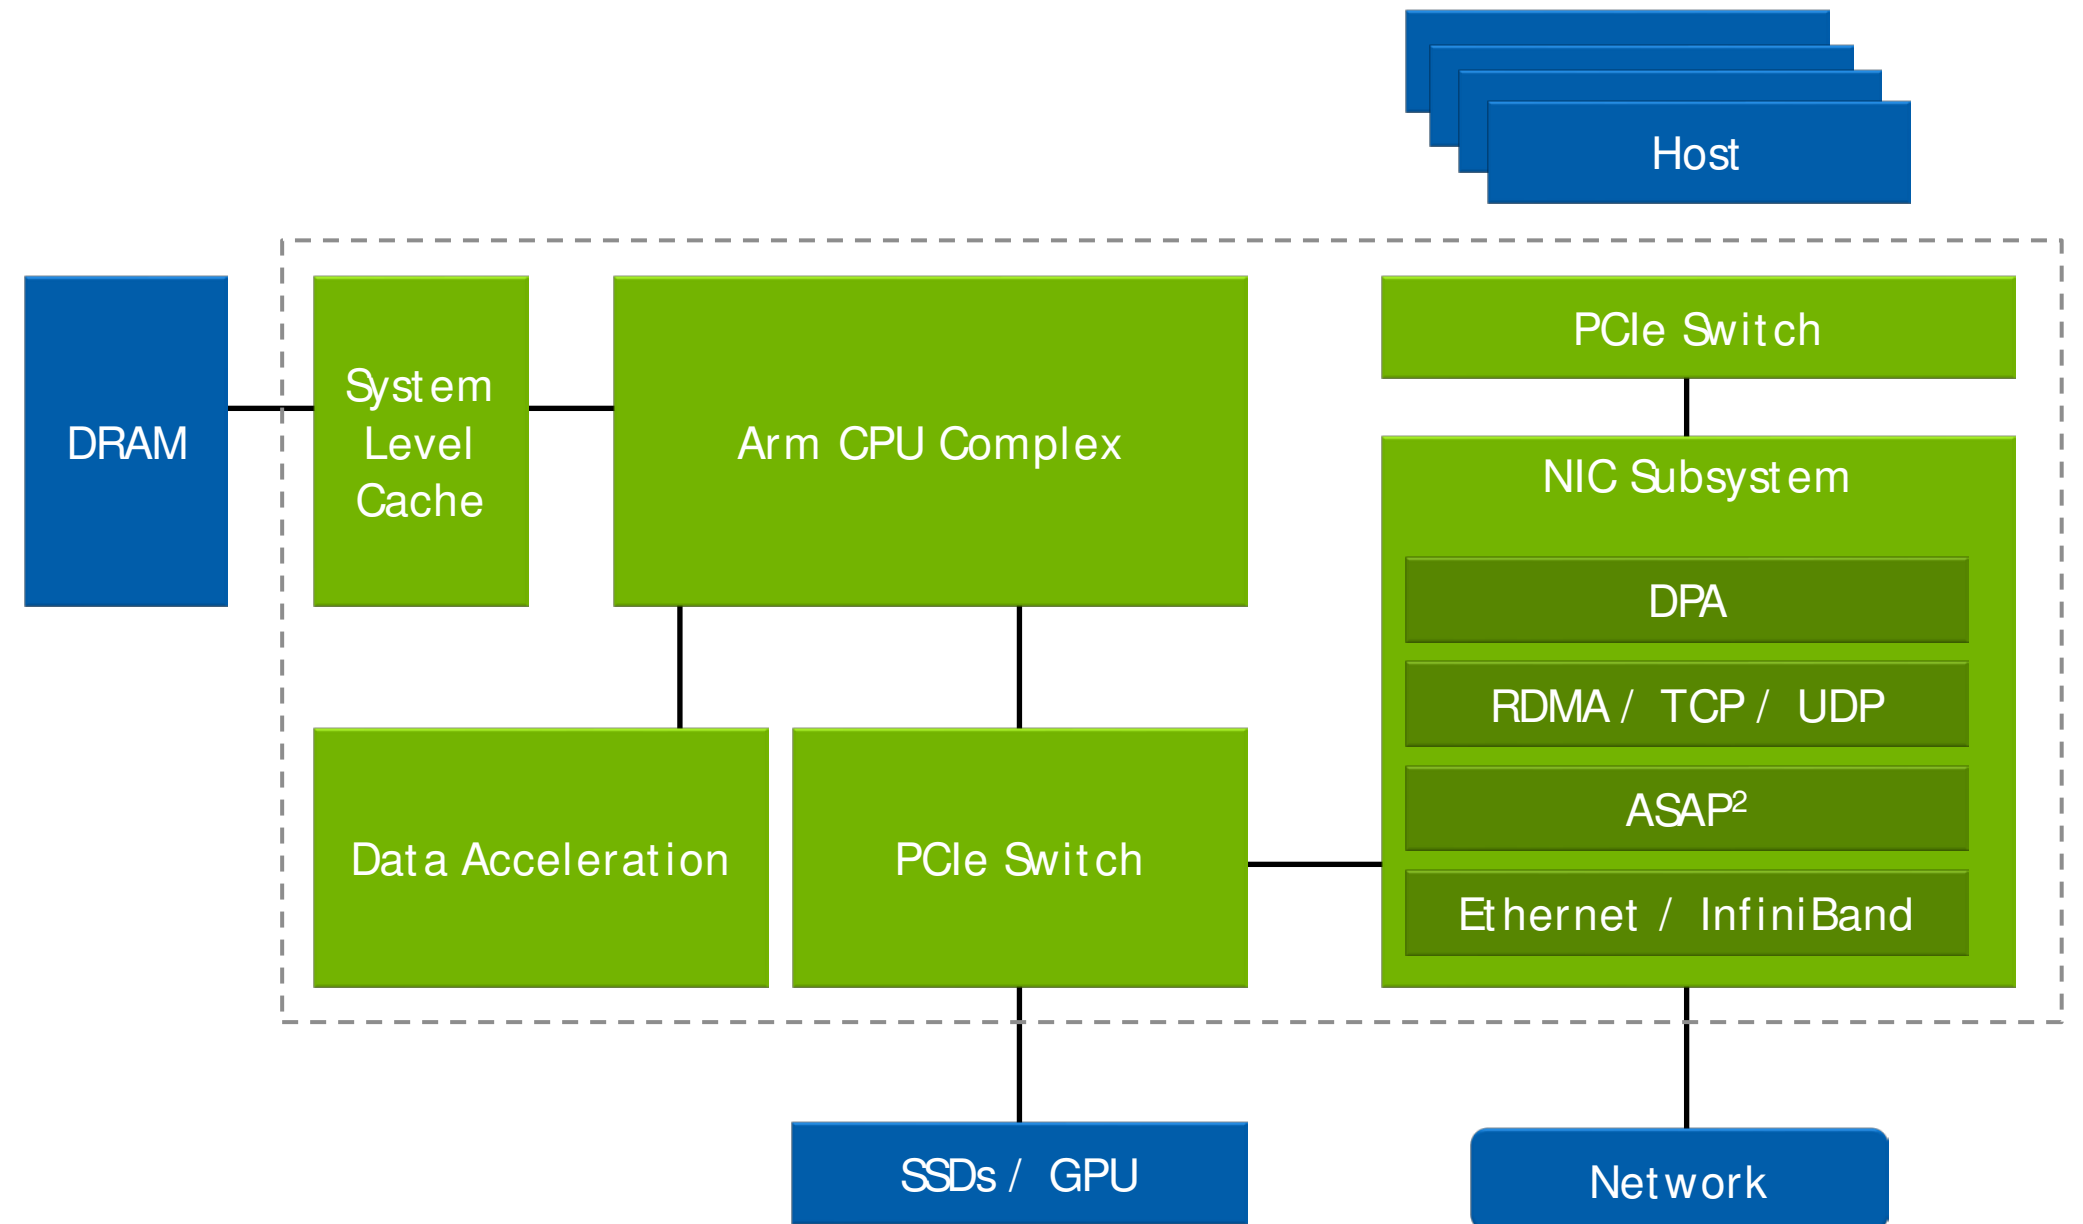 Host
DRAM
System
Level
Cache
Arm CPU Complex
PCIe Switch
NIC Subsystem
DPA
RDMA / TCP / UDP
ASAP²
Ethernet / InfiniBand
Data Acceleration
PCIe Switch
SSDs / GPU
Network